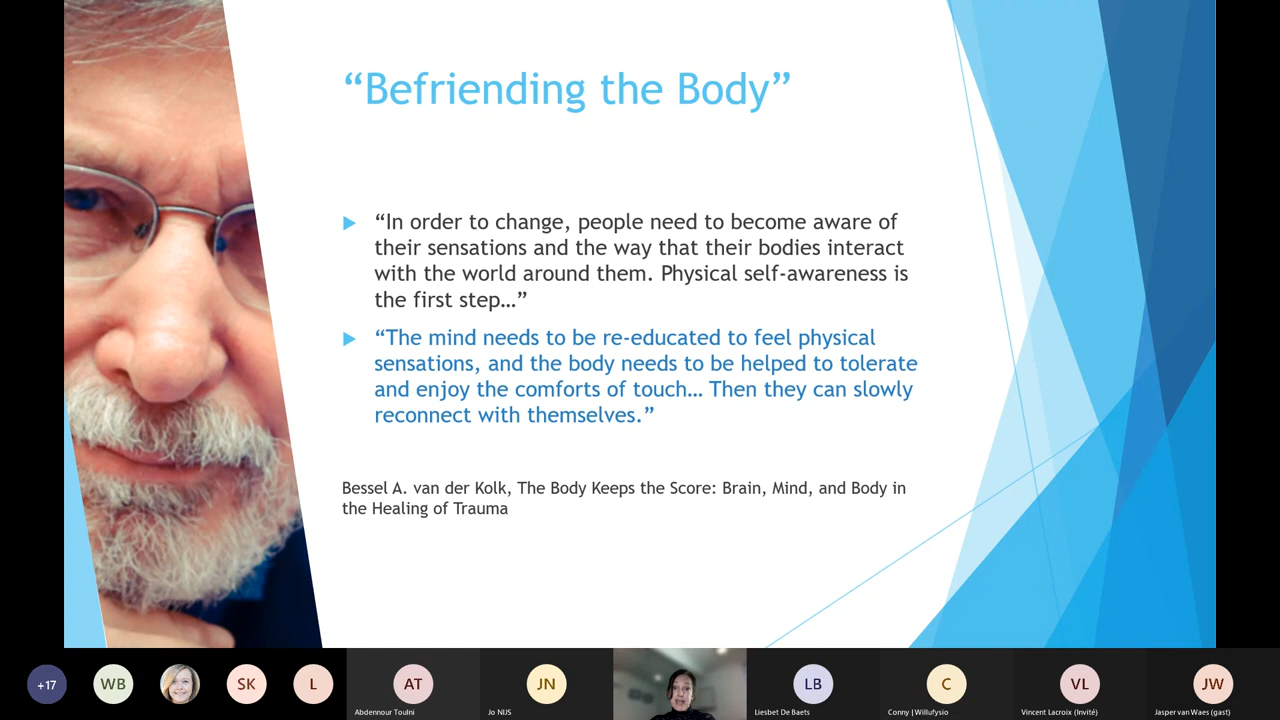 “Befriending the Body”
“In order to change, people need to become aware of
their sensations and the way that their bodies interact
with the world around them. Physical self-awareness is
the first step…”
“The mind needs to be re-educated to feel physical
sensations, and the body needs to be helped to tolerate
and enjoy the comforts of touch… Then they can slowly
reconnect with themselves.”
Bessel A. van der Kolk, The Body Keeps the Score: Brain, Mind, and Body in
the Healing of Trauma
+17
WB
SK
L
AT
JN
LB
C
VL
JW
Abdennour Toulni
Jo NIJS
Liesbet De Baets
Conny | Willufysio
Vincent Lacroix (Invité)
Jasper van Waes (gast)